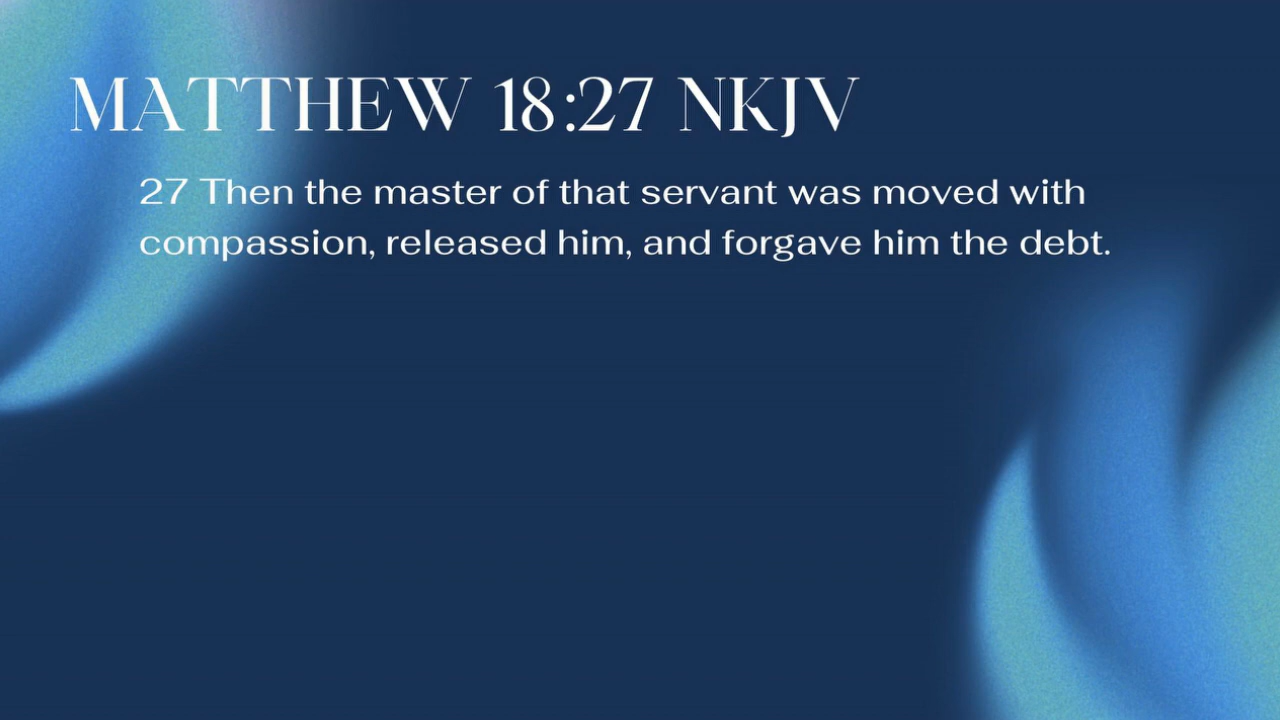 MATTHEW 18:27 NKJV
27 Then the master of that servant was moved with
compassion, released him, and forgave him the debt.